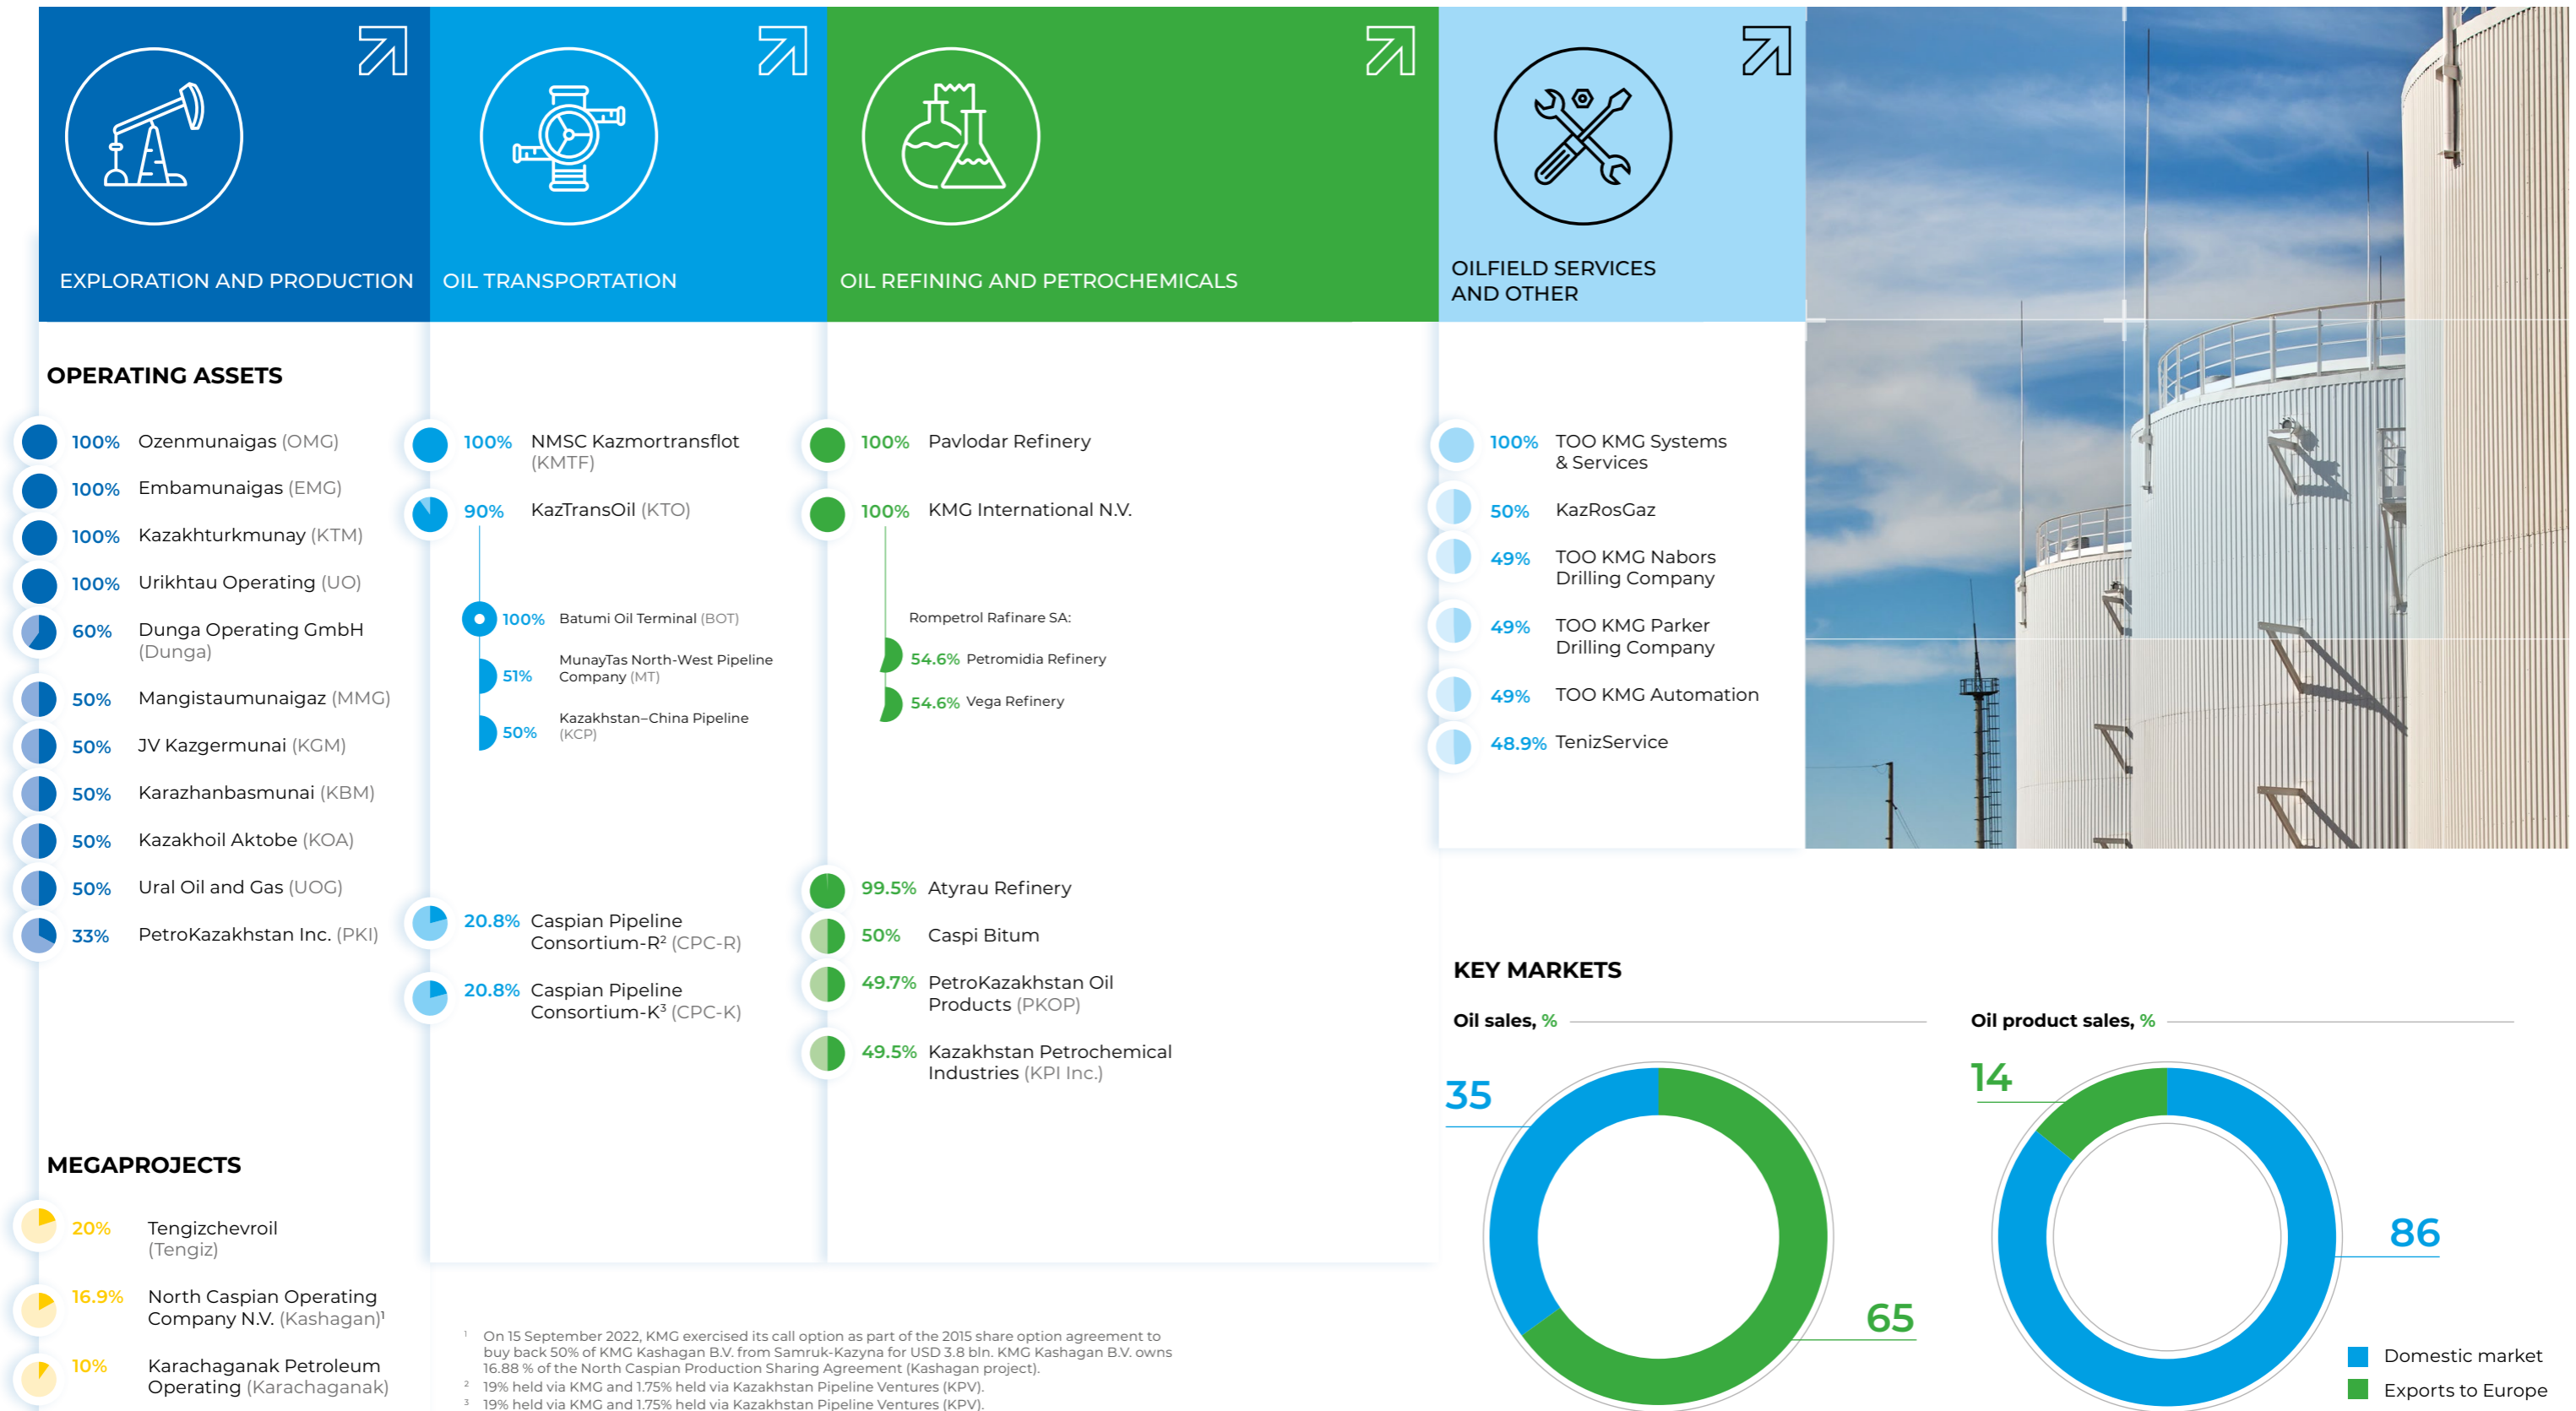 EXPLORATION AND PRODUCTION
OPERATING ASSETS
100% Ozenmunaigas (OMG)
100% Embamunaigas (EMG)
100% Kazakhturkmunay (KTM)
100% Urikhtau Operating (UO)
60% Dunga Operating GmbH
(Dunga)
50% Mangistaumunaigaz (MMG)
50% JV Kazgermunai (KGM)
50% Karazhanbasmunai (KBM)
50% Kazakhoil Aktobe (KOA)
50% Ural Oil and Gas (UOG)
33% PetroKazakhstan Inc. (PKI)
MEGAPROJECTS
20% Tengizchevroil
(Tengiz)
16.9% North Caspian Operating
Company N.V. (Kashagan)¹
10% Karachaganak Petroleum
Operating (Karachaganak)
OIL TRANSPORTATION
100% NMSC Kazmortransflot
(KMTF)
90% KazTransOil (KTO)
100% Batumi Oil Terminal (BOT)
51% MunayTas North-West Pipeline
Company (MT)
50% Kazakhstan–China Pipeline
(KCP)
20.8% Caspian Pipeline
Consortium-R² (CPC-R)
20.8% Caspian Pipeline
Consortium-K³ (CPC-K)
OIL REFINING AND PETROCHEMICALS
100% Pavlodar Refinery
100% KMG International N.V.
Rompetrol Rafinare SA:
54.6% Petromidia Refinery
54.6% Vega Refinery
99.5% Atyrau Refinery
50% Caspi Bitum
49.7% PetroKazakhstan Oil
Products (PKOP)
49.5% Kazakhstan Petrochemical
Industries (KPI Inc.)
OILFIELD SERVICES
AND OTHER
100% TOO KMG Systems
& Services
50% KazRosGaz
49% TOO KMG Nabors
Drilling Company
49% TOO KMG Parker
Drilling Company
49% TOO KMG Automation
48.9% TenizService
KEY MARKETS
Oil sales, %
35
65
Oil product sales, %
14
86
Domestic market
Exports to Europe
¹ On 15 September 2022, KMG exercised its call option as part of the 2015 share option agreement to
buy back 50% of KMG Kashagan B.V. from Samruk-Kazyna for USD 3.8 bln. KMG Kashagan B.V. owns
16.88 % of the North Caspian Production Sharing Agreement (Kashagan project).
² 19% held via KMG and 1.75% held via Kazakhstan Pipeline Ventures (KPV).
³ 19% held via KMG and 1.75% held via Kazakhstan Pipeline Ventures (KPV).